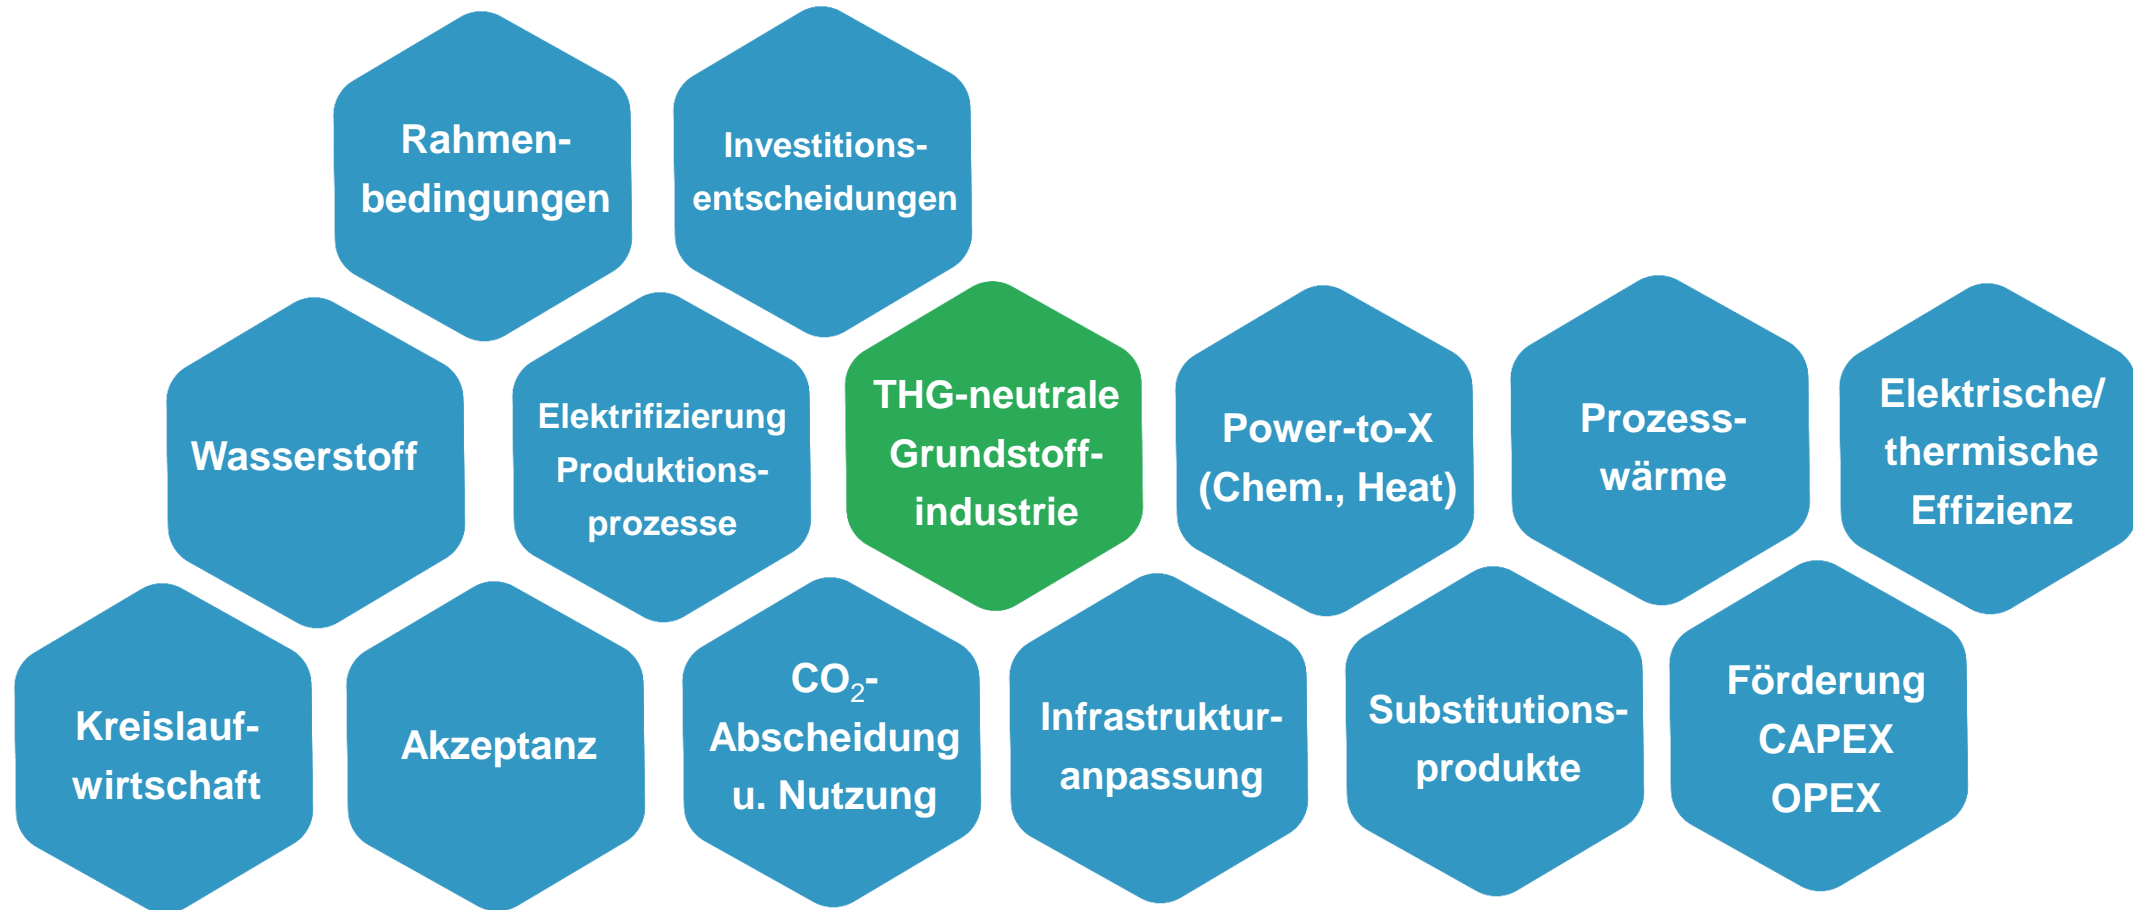 Rahmen-
bedingungen
Investitions-
entscheidungen
Wasserstoff
Elektrifizierung
Produktions-
prozesse
THG-neutrale
Grundstoff-
industrie
Power-to-X
(Chem., Heat)
Prozess-
wärme
Elektrische/
thermische
Effizienz
Kreislauf-
wirtschaft
Akzeptanz
CO₂-
Abscheidung
u. Nutzung
Infrastruktur-
anpassung
Substitutions-
produkte
Förderung
CAPEX
OPEX